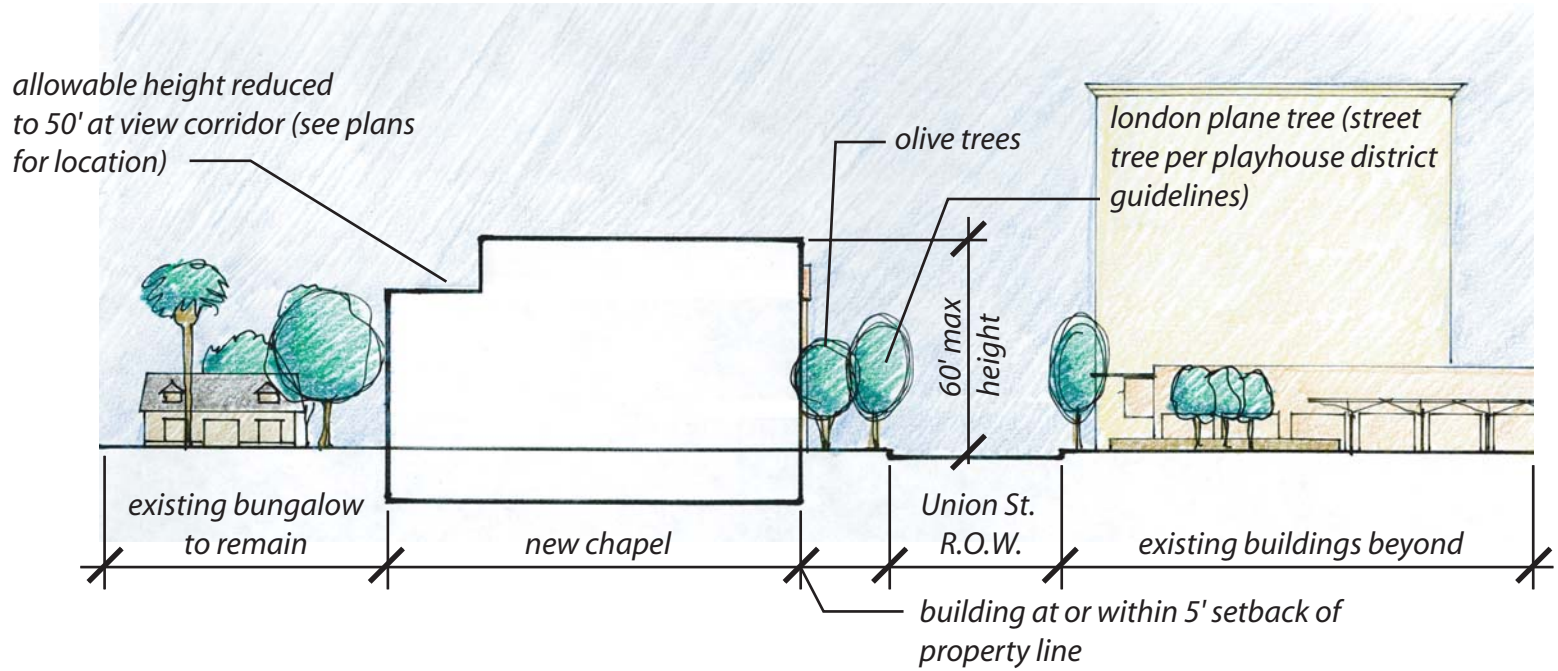 allowable height reduced
to 50' at view corridor (see plans
for location)
olive trees
london plane tree (street
tree per playhouse district
guidelines)
60' max
height
existing bungalow
to remain
new chapel
Union St.
R.O.W.
existing buildings beyond
building at or within 5' setback of
property line